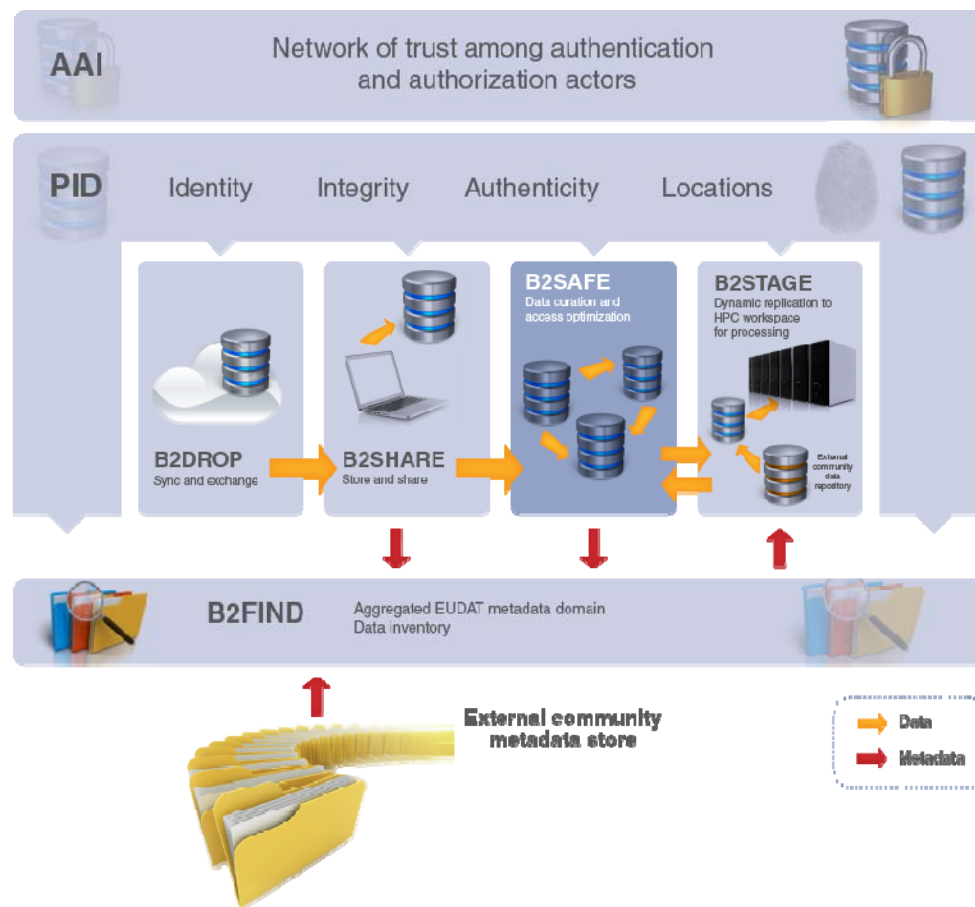 AAI
Network of trust among authentication
and authorization actors
PID
Identity
Integrity
Authenticity
Locations
B2DROP
Sync and exchange
B2SHARE
Store and share
B2SAFE
Data curation and
access optimization
B2STAGE
Dynamic replication to
HPC workspace
for processing
External
community
data
repository
B2FIND
Aggregated EUDAT metadata domain
Data inventory
External community
metadata store
Data
Metadata